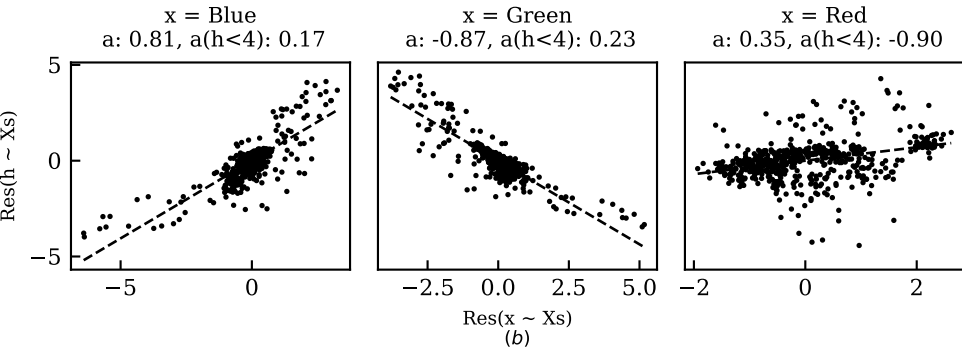 x = Blue
a: 0.81, a(h<4): 0.17
x = Green
a: -0.87, a(h<4): 0.23
x = Red
a: 0.35, a(h<4): -0.90
Res(h ~ Xs)
5
0
−5
−5 0
−2.5 0.0 2.5 5.0
−2 0 2
Res(x ~ Xs)
(b)